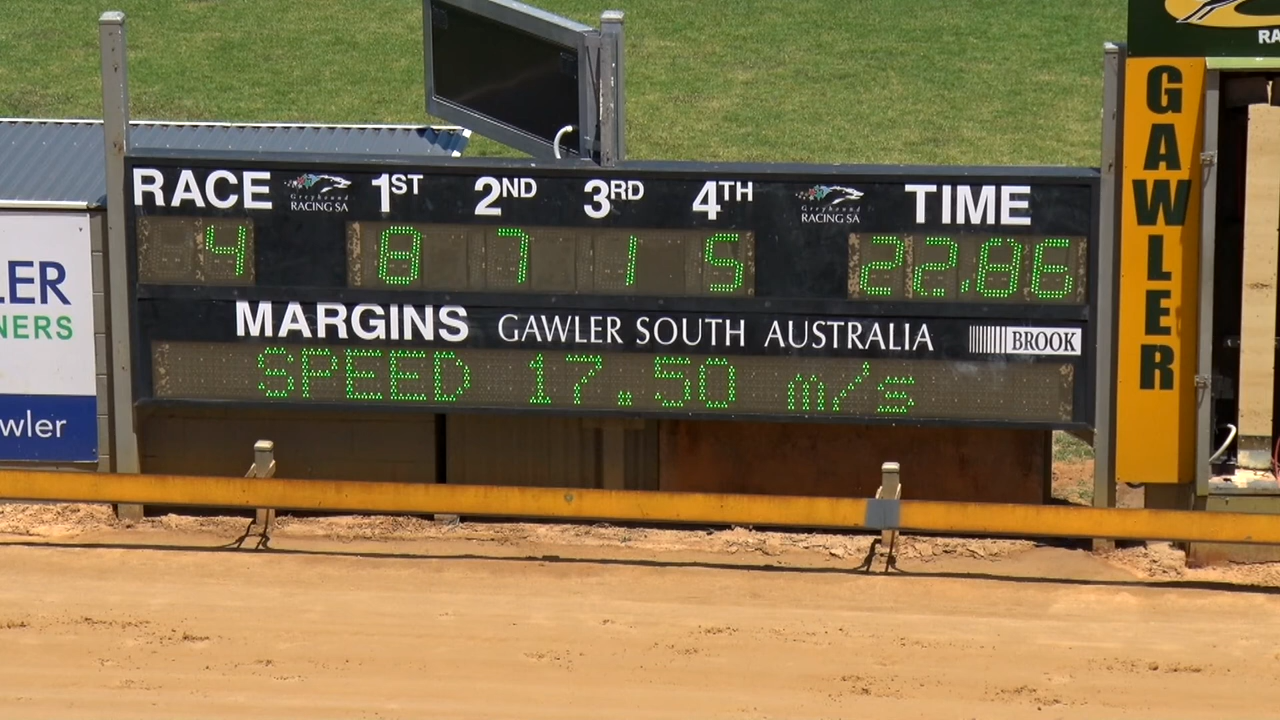 RA
GAWLER
RACE
Greyhound
RACING SA
1ST 2ND 3RD 4TH
Greyhound
RACING SA
TIME
4 8 7 1 5 22.86
MARGINS GAWLER SOUTH AUSTRALIA BROOK
SPEED 17.50 m/s
LER
NERS
wler